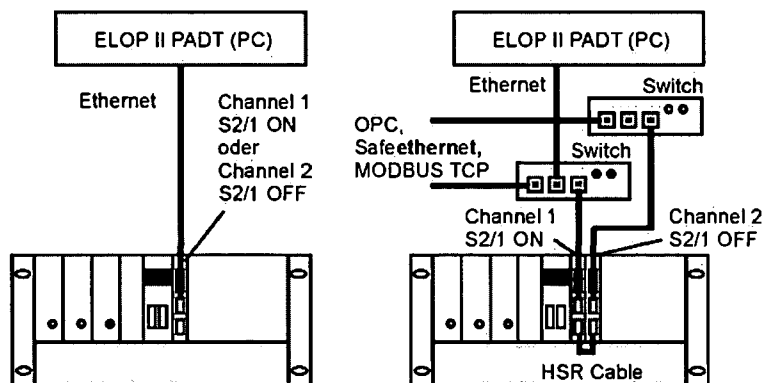 ELOP II PADT (PC)
Ethernet
Channel 1
S2/1 ON
oder
Channel 2
S2/1 OFF
ELOP II PADT (PC)
Ethernet
Switch
OPC,
Safeethernet,
MODBUS TCP
Switch
Channel 1
S2/1 ON
Channel 2
S2/1 OFF
HSR Cable